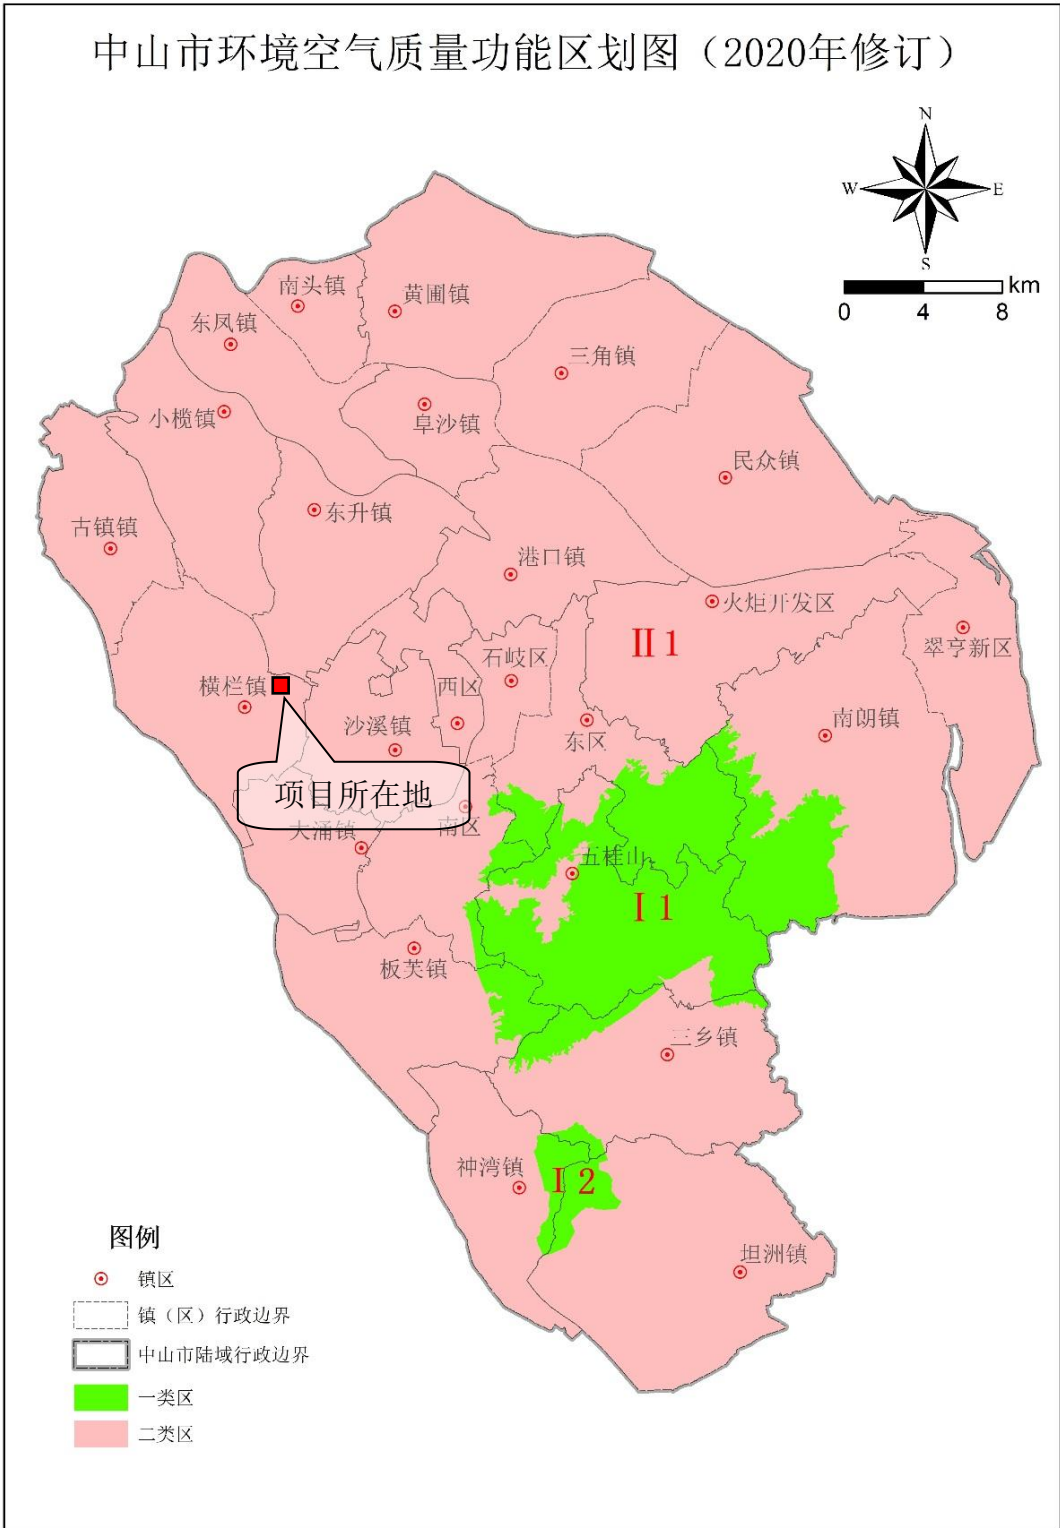 中山市环境空气质量功能区划图（2020年修订）
N
W
E
S
km
0 4 8
南头镇
黄圃镇
东凤镇
三角镇
小榄镇
阜沙镇
民众镇
古镇镇
东升镇
港口镇
火炬开发区
II 1
翠亨新区
石岐区
横栏镇
西区
沙溪镇
东区
南朗镇
项目所在地
大涌镇
南区
五桂山
I 1
板芙镇
三乡镇
神湾镇
I 2
坦洲镇
图例
镇区
镇（区）行政边界
中山市陆域行政边界
一类区
二类区